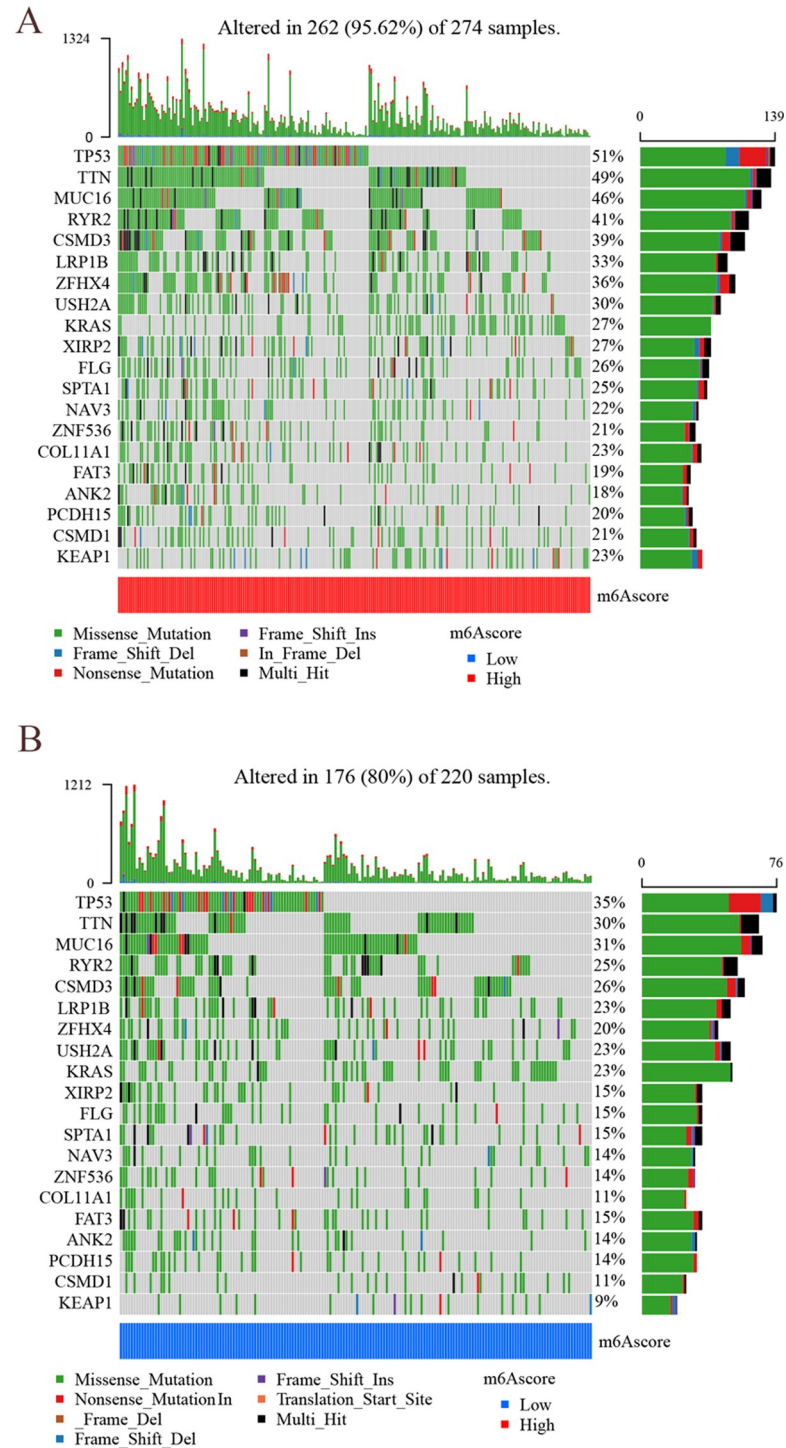 A
Altered in 262 (95.62%) of 274 samples.
1324
0
0 139
TP53 51%
TTN 49%
MUC16 46%
RYR2 41%
CSMD3 39%
LRP1B 33%
ZFHX4 36%
USH2A 30%
KRAS 27%
XIRP2 27%
FLG 26%
SPTA1 25%
NAV3 22%
ZNF536 21%
COL11A1 23%
FAT3 19%
ANK2 18%
PCDH15 20%
CSMD1 21%
KEAP1 23%
m6Ascore
Missense_Mutation Frame_Shift_Ins m6Ascore
Frame_Shift_Del In_Frame_Del Low
Nonsense_Mutation Multi_Hit High
B
Altered in 176 (80%) of 220 samples.
1212
0
0 76
TP53 35%
TTN 30%
MUC16 31%
RYR2 25%
CSMD3 26%
LRP1B 23%
ZFHX4 20%
USH2A 23%
KRAS 23%
XIRP2 15%
FLG 15%
SPTA1 15%
NAV3 14%
ZNF536 14%
COL11A1 11%
FAT3 15%
ANK2 14%
PCDH15 14%
CSMD1 11%
KEAP1 9%
m6Ascore
Missense_Mutation Frame_Shift_Ins m6Ascore
Nonsense_MutationIn Translation_Start_Site Low
_Frame_Del Multi_Hit High
Frame_Shift_Del